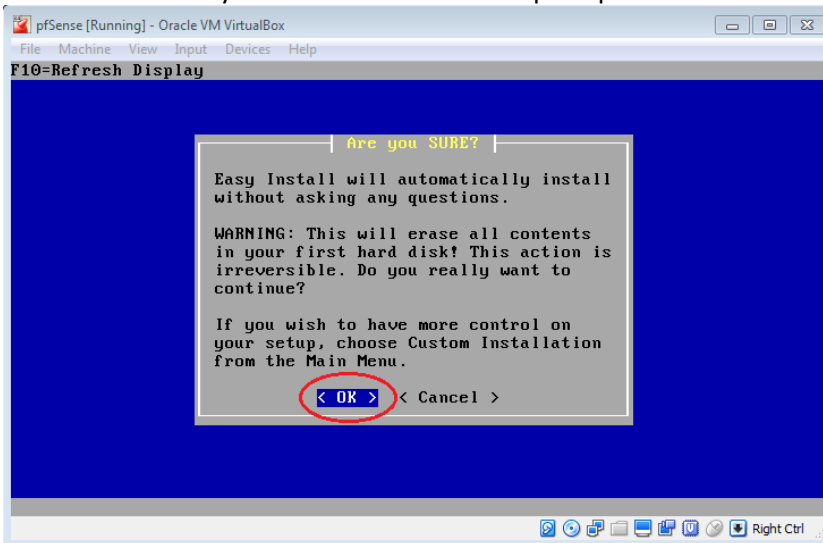 pfSense [Running] - Oracle VM VirtualBox
File Machine View Input Devices Help
F10=Refresh Display
Are you SURE?
Easy Install will automatically install
without asking any questions.
WARNING: This will erase all contents
in your first hard disk! This action is
irreversible. Do you really want to
continue?
If you wish to have more control on
your setup, choose Custom Installation
from the Main Menu.
< OK > < Cancel >
Right Ctrl